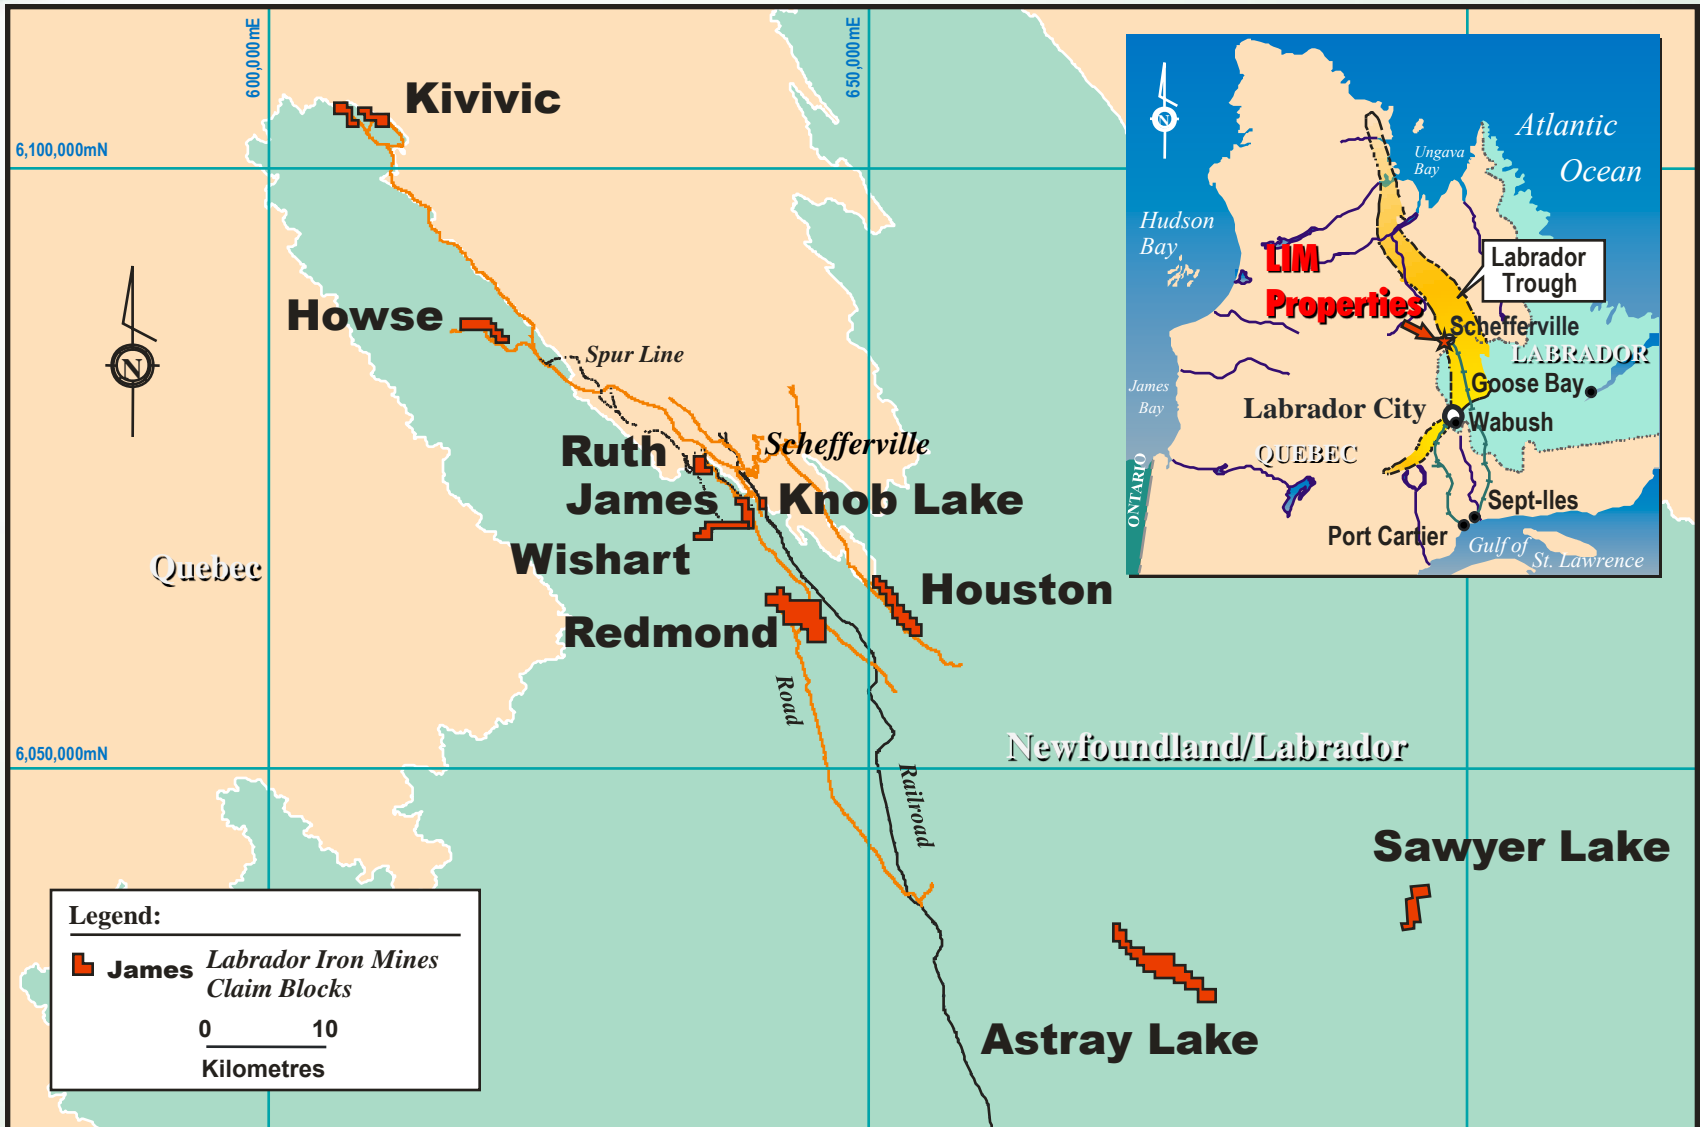 600,000mE
650,000mE
Kivivic
6,100,000mN
Howse
Spur Line
Schefferville
Ruth
James
Knob Lake
Wishart
Quebec
Houston
Redmond
Road
Newfoundland/Labrador
6,050,000mN
Railroad
Sawyer Lake
Astray Lake
N
Legend:
James
Labrador Iron Mines
Claim Blocks
0 10
Kilometres
N
Atlantic
Ocean
Ungava
Bay
Hudson
Bay
LIM
Properties
Labrador
Trough
Schefferville
LABRADOR
James
Bay
Goose Bay
Labrador City
Wabush
QUEBEC
ONTARIO
Sept-Iles
Port Cartier
Gulf of
St. Lawrence